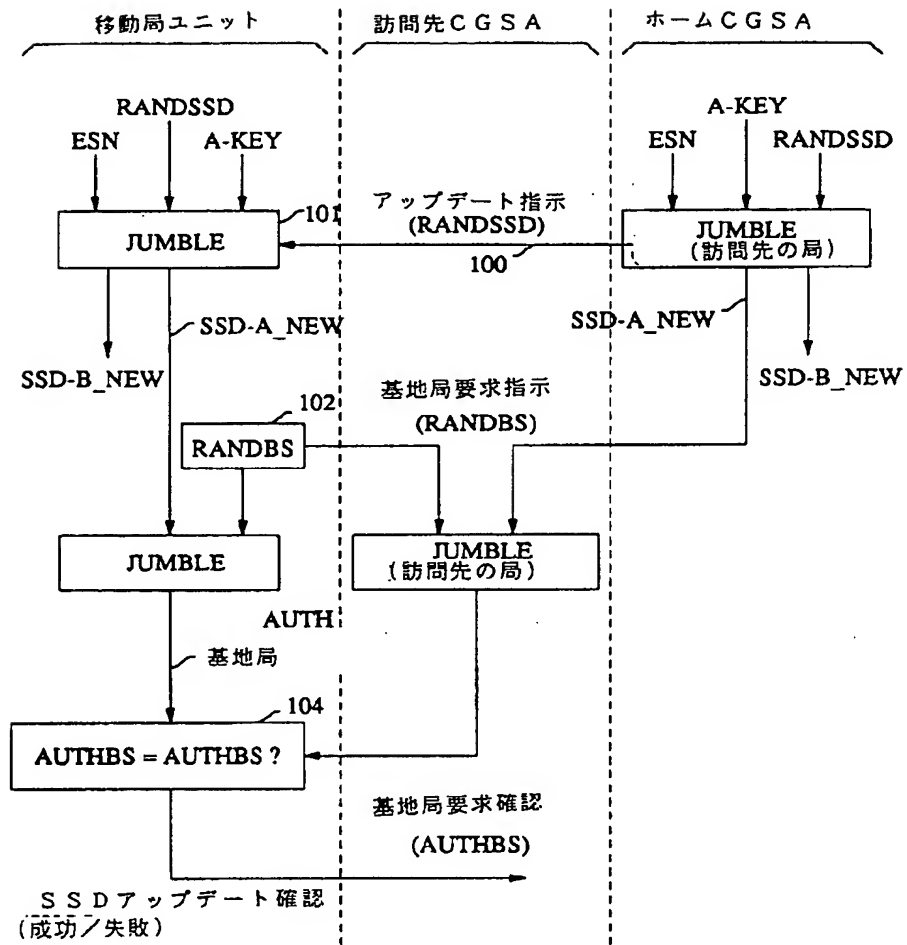 移動局ユニット
訪問先CGSA
ホームCGSA
RANDSSD
ESN
A-KEY
A-KEY
ESN
RANDSSD
101
JUMBLE
アップデート指示
(RANDSSD)
100
JUMBLE
(訪問先の局)
SSD-A_NEW
SSD-B_NEW
SSD-A_NEW
SSD-B_NEW
102
RANDBS
基地局要求指示
(RANDBS)
JUMBLE
JUMBLE
(訪問先の局)
AUTH
基地局
104
AUTHBS = AUTHBS ?
基地局要求確認
(AUTHBS)
SSDアップデート確認
(成功/失敗)